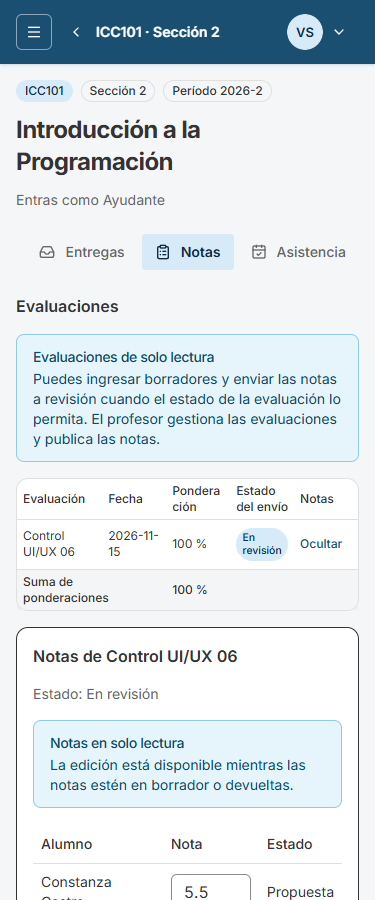 ICC101 · Sección 2
VS
ICC101
Sección 2
Período 2026-2
Introducción a la
Programación
Entras como Ayudante
Entregas
Notas
Asistencia
Evaluaciones
Evaluaciones de solo lectura
Puedes ingresar borradores y enviar las notas
a revisión cuando el estado de la evaluación lo
permita. El profesor gestiona las evaluaciones
y publica las notas.
Evaluación
Fecha
Pondera
ción
Estado
del envío
Notas
Control
UI/UX 06
2026-11-
15
100 %
En
revisión
Ocultar
Suma de
ponderaciones
100 %
Notas de Control UI/UX 06
Estado: En revisión
Notas en solo lectura
La edición está disponible mientras las
notas estén en borrador o devueltas.
Alumno
Nota
Estado
Constanza
5.5
Propuesta